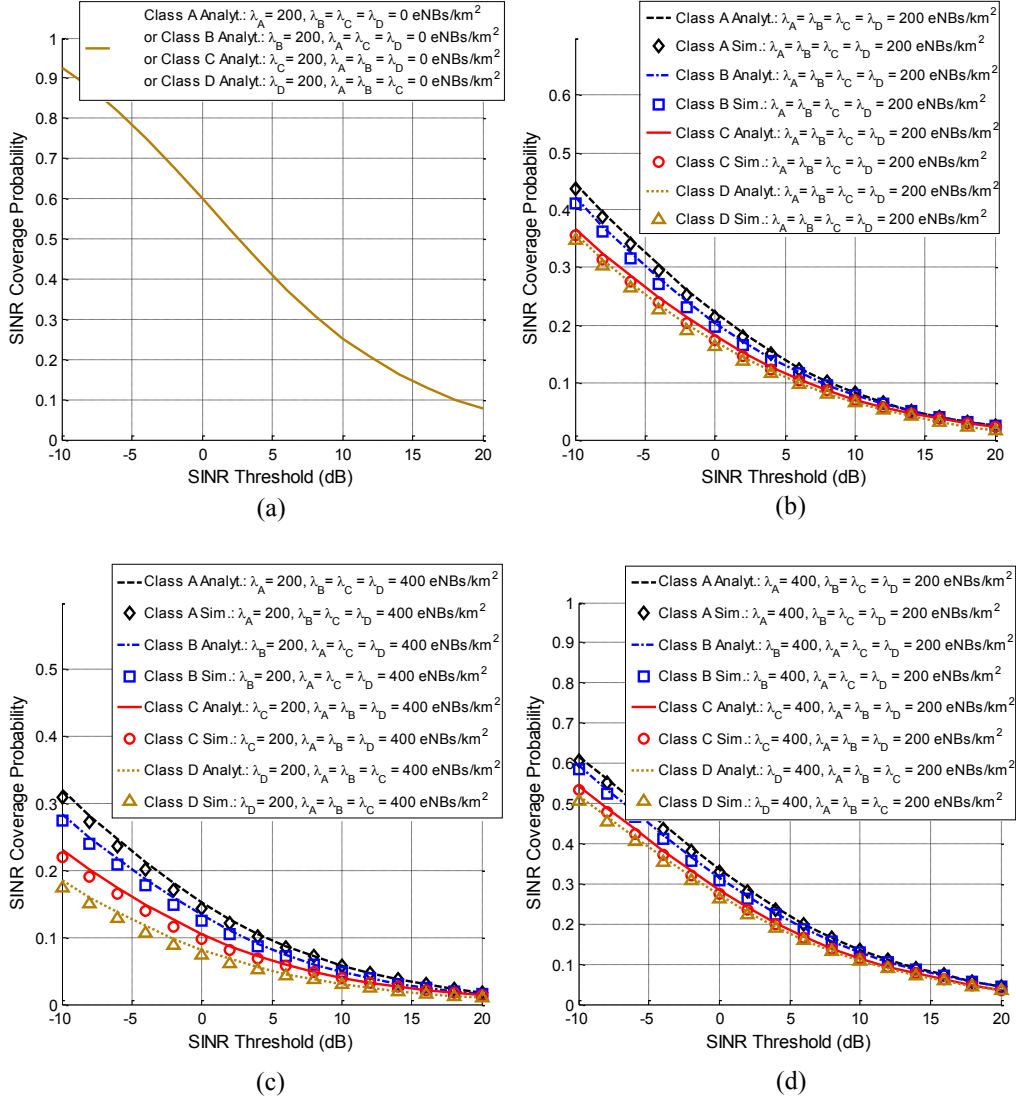 Class A Analyt.: λA= 200, λB= λC= λD= 0 eNBs/km2
or Class B Analyt.: λB= 200, λA= λC= λD= 0 eNBs/km2
or Class C Analyt.: λC= 200, λA= λB= λD= 0 eNBs/km2
or Class D Analyt.: λD= 200, λA= λB= λC= 0 eNBs/km2
1
0.9
0.8
0.7
0.6
0.5
0.4
0.3
0.2
0.1
0
SINR Coverage Probability
-10 -5 0 5 10 15 20
SINR Threshold (dB)
(a)
Class A Analyt.: λA= λB= λC= λD= 200 eNBs/km2
Class A Sim.: λA= λB= λC= λD= 200 eNBs/km2
Class B Analyt.: λA= λB= λC= λD= 200 eNBs/km2
Class B Sim.: λA= λB= λC= λD= 200 eNBs/km2
Class C Analyt.: λA= λB= λC= λD= 200 eNBs/km2
Class C Sim.: λA= λB= λC= λD= 200 eNBs/km2
Class D Analyt.: λA= λB= λC= λD= 200 eNBs/km2
Class D Sim.: λA= λB= λC= λD= 200 eNBs/km2
0.6
0.5
0.4
0.3
0.2
0.1
0
SINR Coverage Probability
-10 -5 0 5 10 15 20
SINR Threshold (dB)
(b)
Class A Analyt.: λA= 200, λB= λC= λD= 400 eNBs/km2
Class A Sim.: λA= 200, λB= λC= λD= 400 eNBs/km2
Class B Analyt.: λB= 200, λA= λC= λD= 400 eNBs/km2
Class B Sim.: λB= 200, λA= λC= λD= 400 eNBs/km2
Class C Analyt.: λC= 200, λA= λB= λD= 400 eNBs/km2
Class C Sim.: λC= 200, λA= λB= λD= 400 eNBs/km2
Class D Analyt.: λD= 200, λA= λB= λC= 400 eNBs/km2
Class D Sim.: λD= 200, λA= λB= λC= 400 eNBs/km2
0.5
0.3
0.2
0.1
0
SINR Coverage Probability
-10 -5 0 5 10 15 20
SINR Threshold (dB)
(c)
Class A Analyt.: λA= 400, λB= λC= λD= 200 eNBs/km2
Class A Sim.: λA= 400, λB= λC= λD= 200 eNBs/km2
Class B Analyt.: λB= 400, λA= λC= λD= 200 eNBs/km2
Class B Sim.: λB= 400, λA= λC= λD= 200 eNBs/km2
Class C Analyt.: λC= 400, λA= λB= λD= 200 eNBs/km2
Class C Sim.: λC= 400, λA= λB= λD= 200 eNBs/km2
Class D Analyt.: λD= 400, λA= λB= λC= 200 eNBs/km2
Class D Sim.: λD= 400, λA= λB= λC= 200 eNBs/km2
1
0.9
0.8
0.7
0.6
0.5
0.4
0.3
0.2
0.1
0
SINR Coverage Probability
-10 -5 0 5 10 15 20
SINR Threshold (dB)
(d)